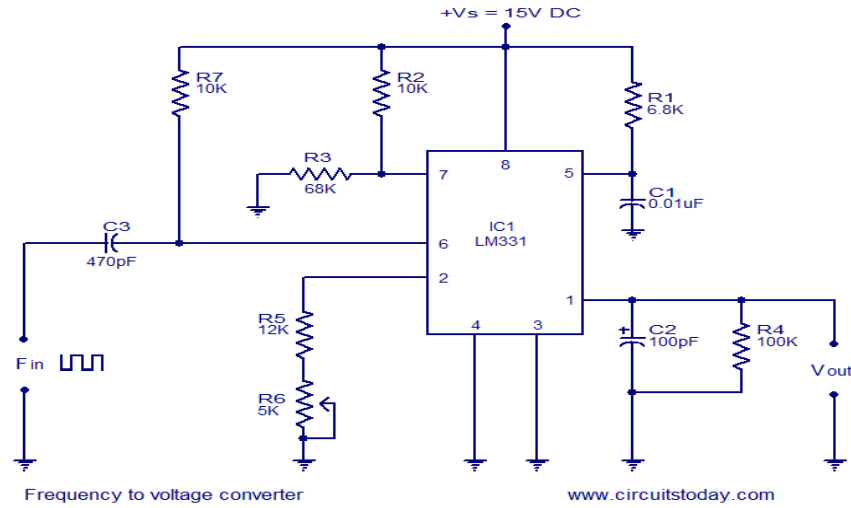 +Vs = 15V DC
R7
10K
R2
10K
R1
6.8K
R3
68K
7
8
5
C1
0.01uF
C3
470pF
IC1
LM331
6
2
1
R5
12K
4
3
C2
100pF
R4
100K
Fin
R6
5K
Vout
+
Frequency to voltage converter
www.circuitstoday.com